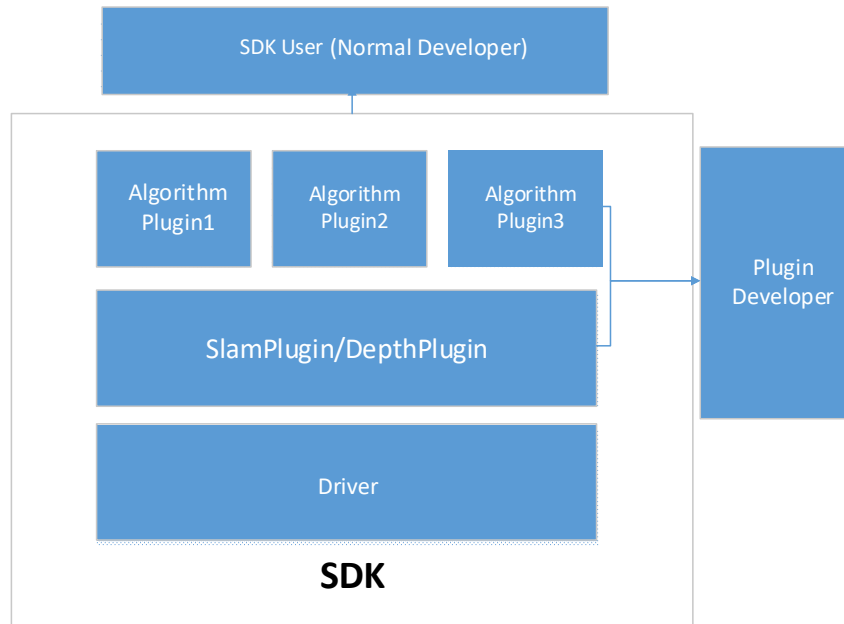 SDK User (Normal Developer)
Algorithm
Plugin1
Algorithm
Plugin2
Algorithm
Plugin3
Plugin
Developer
SlamPlugin/DepthPlugin
Driver
SDK